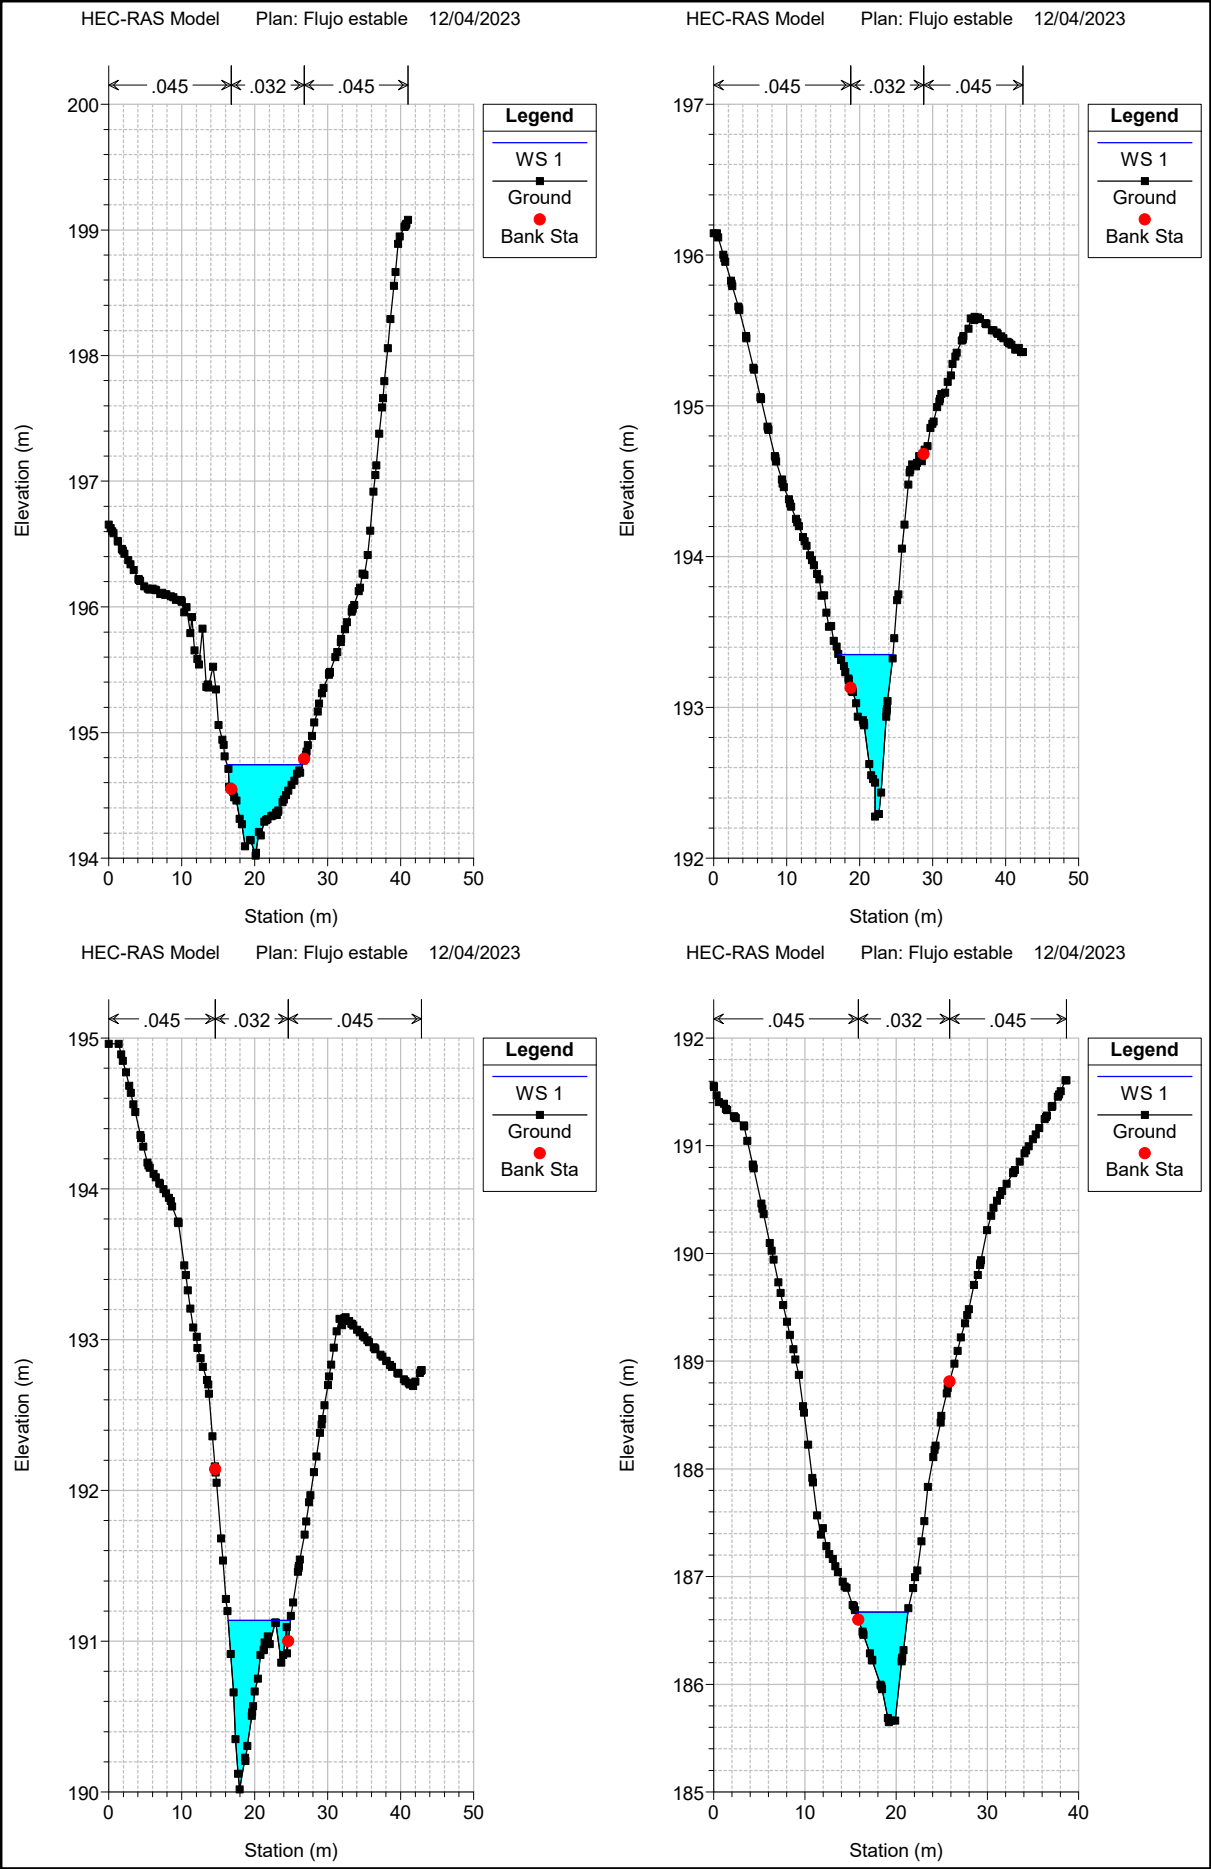 HEC-RAS Model Plan: Flujo estable 12/04/2023
.045 .032 .045
200
199
198
197
196
195
194
0 10 20 30 40 50
Station (m)
Elevation (m)
Legend
WS 1
Ground
Bank Sta
HEC-RAS Model Plan: Flujo estable 12/04/2023
.045 .032 .045
197
196
195
194
193
192
0 10 20 30 40 50
Station (m)
Elevation (m)
Legend
WS 1
Ground
Bank Sta
HEC-RAS Model Plan: Flujo estable 12/04/2023
.045 .032 .045
195
194
193
192
191
190
0 10 20 30 40 50
Station (m)
Elevation (m)
Legend
WS 1
Ground
Bank Sta
HEC-RAS Model Plan: Flujo estable 12/04/2023
.045 .032 .045
192
191
190
189
188
187
186
185
0 10 20 30 40
Station (m)
Elevation (m)
Legend
WS 1
Ground
Bank Sta